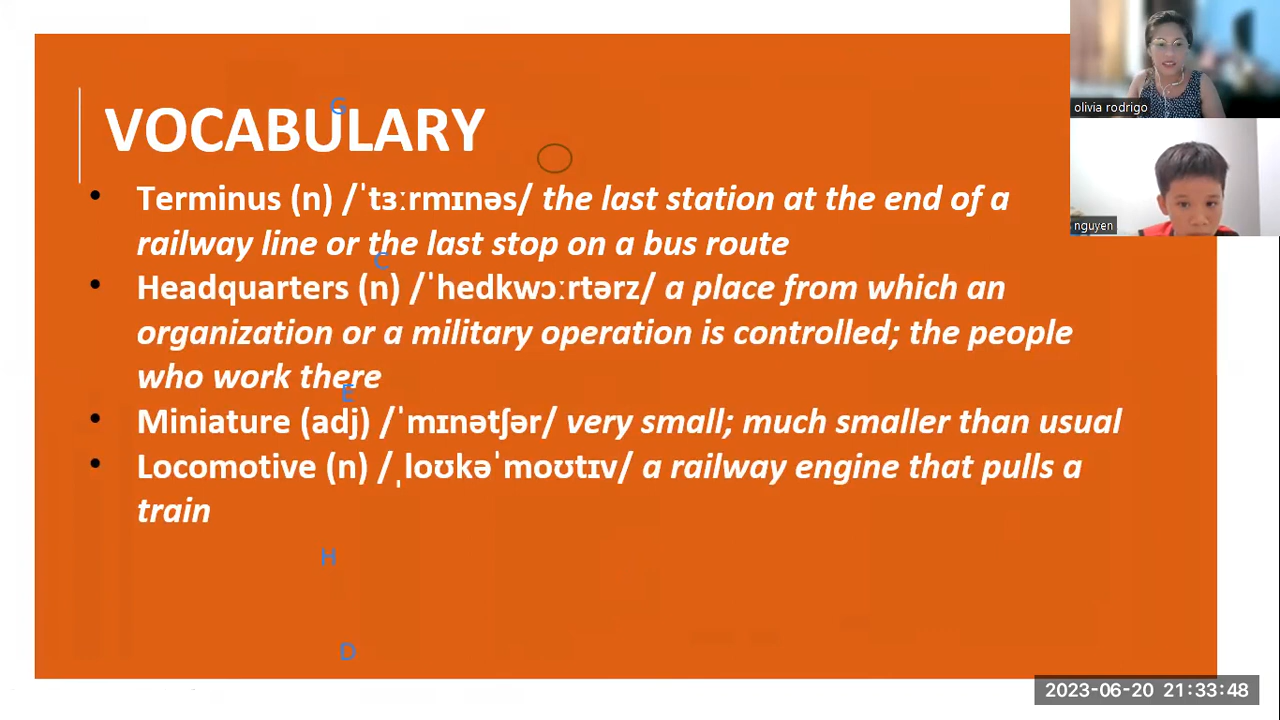 G
VOCABULARY
• Terminus (n) /ˈtɜːrmɪnəs/ the last station at the end of a
railway line or the last stop on a bus route
C
• Headquarters (n) /ˈhedkwɔːrtərz/ a place from which an
organization or a military operation is controlled; the people
who work there
E
• Miniature (adj) /ˈmɪnətʃər/ very small; much smaller than usual
• Locomotive (n) /ˌloʊkəˈmoʊtɪv/ a railway engine that pulls a
train
H
D
olivia rodrigo
nguyen
2023-06-20 21:33:48